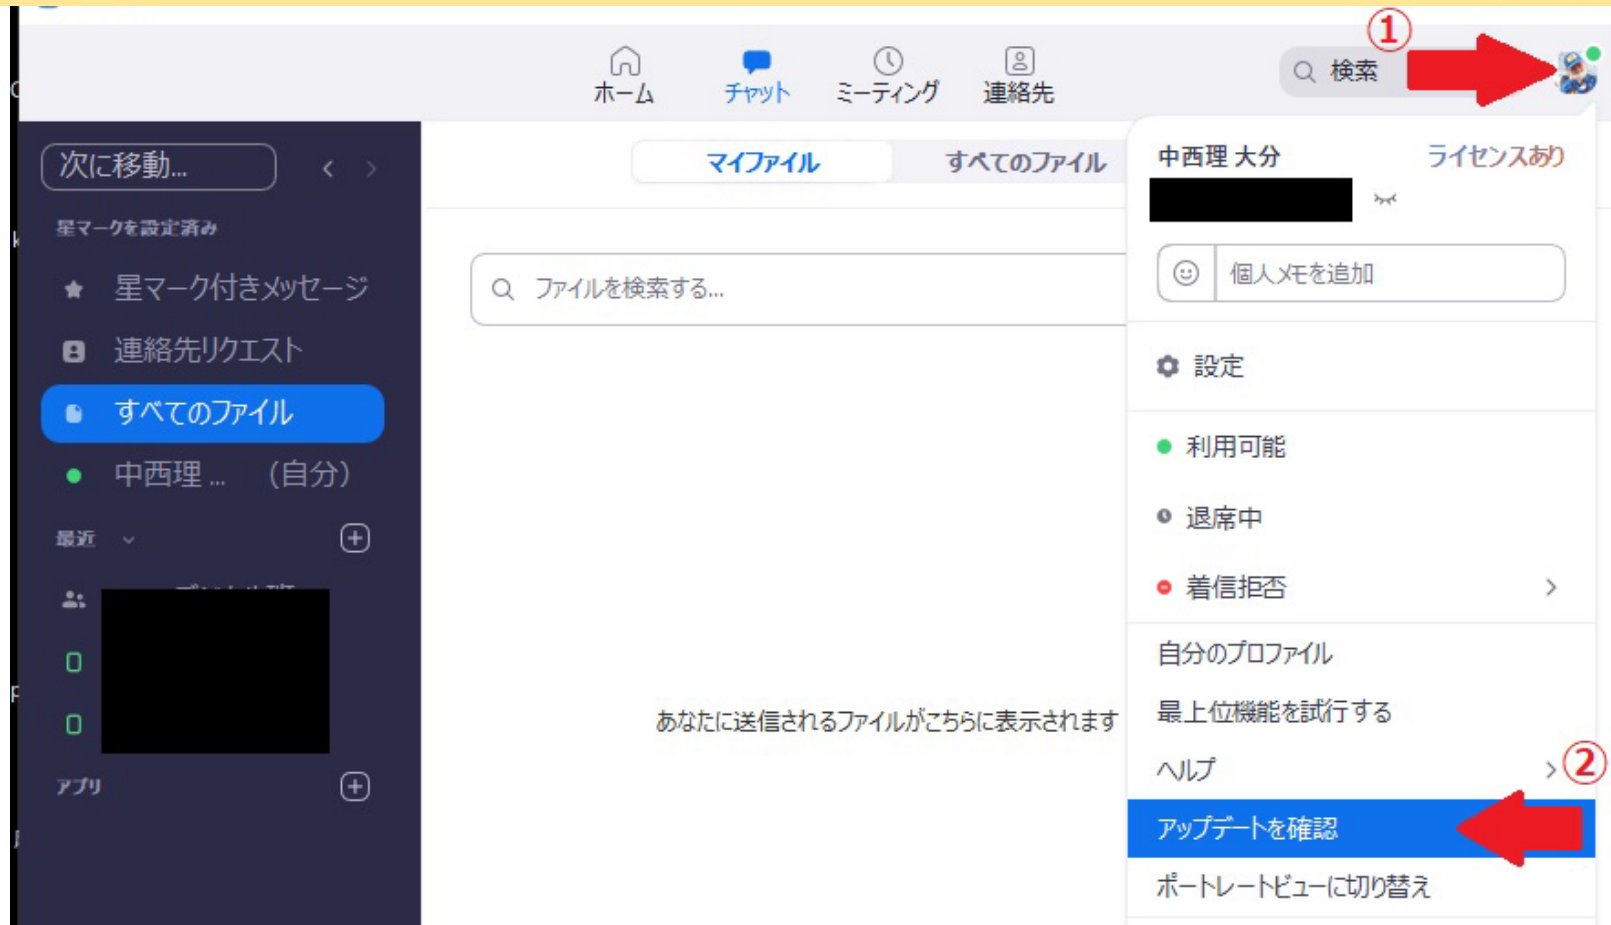 ①
ホーム
チャット
ミーティング
連絡先
検索
次に移動...
星マークを設定済み
星マーク付きメッセージ
連絡先リクエスト
すべてのファイル
中西理 ... (自分)
最近
アプリ
マイファイル
すべてのファイル
ファイルを検索する...
あなたに送信されるファイルがこちらに表示されます
中西理 大分
ライセンスあり
個人メモを追加
設定
利用可能
退席中
着信拒否
自分のプロファイル
最上位機能を試行する
ヘルプ
②
アップデートを確認
ポートレートビューに切り替え